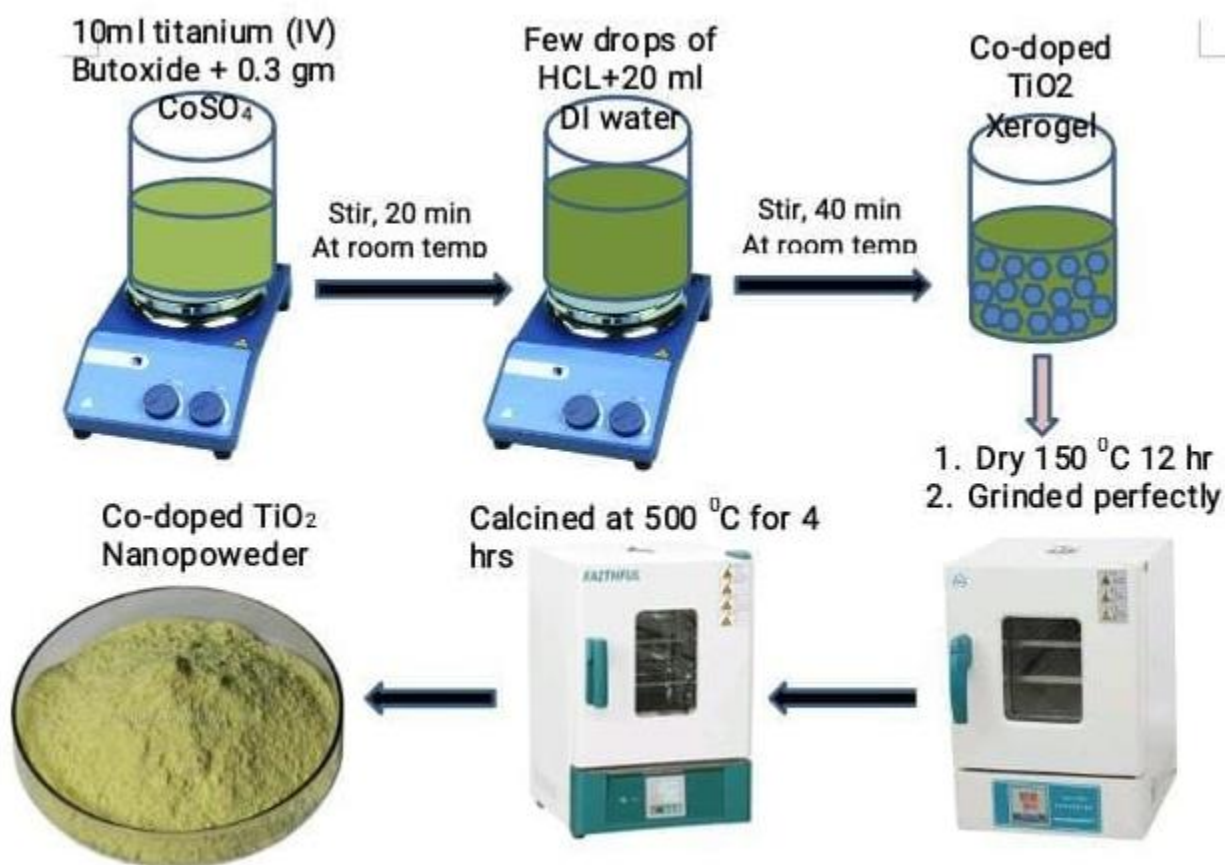 10ml titanium (IV)
Butoxide + 0.3 gm
CoSO₄
Stir, 20 min
At room temp
Few drops of
HCL+20 ml
DI water
Stir, 40 min
At room temp
Co-doped
TiO2
Xerogel
1. Dry 150 ⁰C 12 hr
2. Grinded perfectly
Calcined at 500 ⁰C for 4
hrs
FAITHFUL
Co-doped TiO₂
Nanopoweder